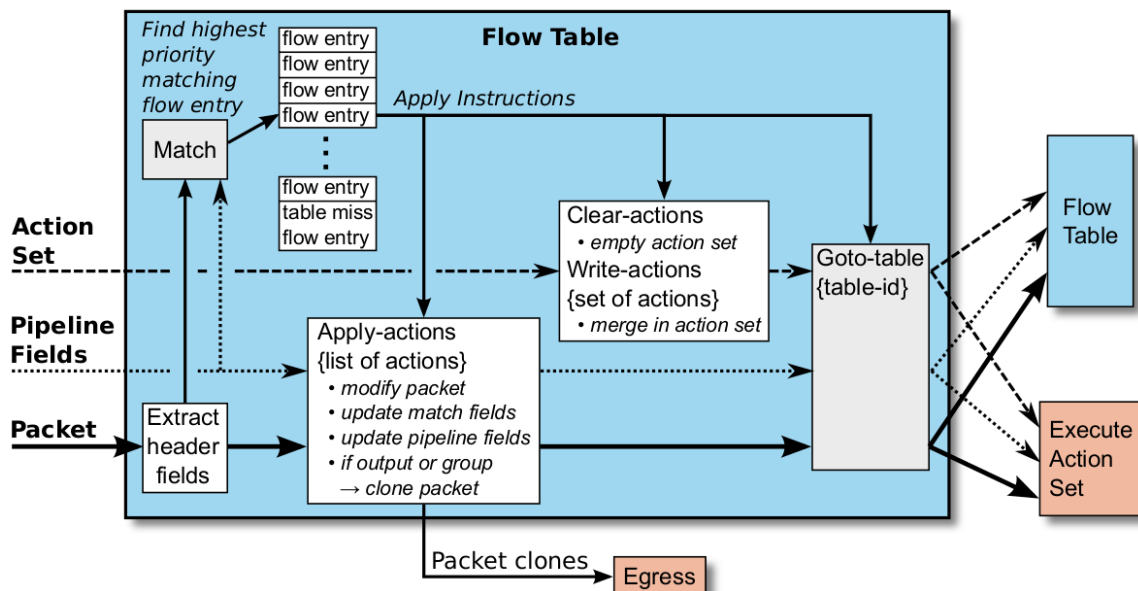 Flow Table
Find highest
priority
matching
flow entry
flow entry
flow entry
flow entry
flow entry
Apply Instructions
Match
flow entry
table miss
flow entry
Action
Set
Clear-actions
• empty action set
Write-actions
{set of actions}
• merge in action set
Goto-table
{table-id}
Flow
Table
Pipeline
Fields
Apply-actions
{list of actions}
• modify packet
• update match fields
• update pipeline fields
• if output or group
→ clone packet
Packet
Extract
header
fields
Execute
Action
Set
Packet clones
Egress